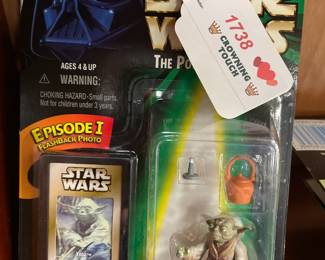 STAR
WARS
THE PO
AGES 4 & UP
WARNING:
CHOKING HAZARD-Small parts.
Not for children under 3 years.
1738
CROWNING
TOUCH
EPISODE I
FLASHBACK PHOTO
STAR
WARS
Yoda